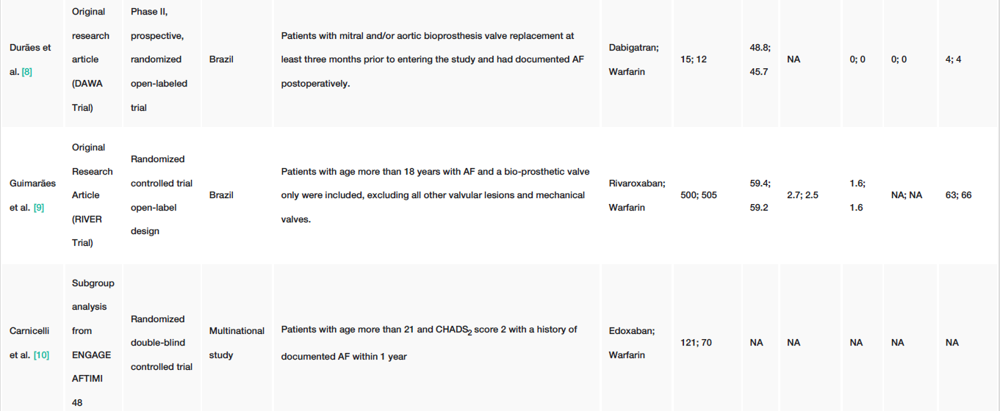 Durães et
al. [8]
Original
research
article
(DAWA
Trial)
Phase II,
prospective,
randomized
open-labeled
trial
Brazil
Patients with mitral and/or aortic bioprosthesis valve replacement at
least three months prior to entering the study and had documented AF
postoperatively.
Dabigatran;
Warfarin
15; 12
48.8;
45.7
NA
0; 0
0; 0
4; 4
Guimarães
et al. [9]
Original
Research
Article
(RIVER
Trial)
Randomized
controlled trial
open-label
design
Brazil
Patients with age more than 18 years with AF and a bio-prosthetic valve
only were included, excluding all other valvular lesions and mechanical
valves.
Rivaroxaban;
Warfarin
500; 505
59.4;
59.2
2.7; 2.5
1.6;
1.6
NA; NA
63; 66
Carnicelli
et al. [10]
Subgroup
analysis
from
ENGAGE
AFTIMI
48
Randomized
double-blind
controlled trial
Multinational
study
Patients with age more than 21 and CHADS2 score 2 with a history of
documented AF within 1 year
Edoxaban;
Warfarin
121; 70
NA
NA
NA
NA
NA